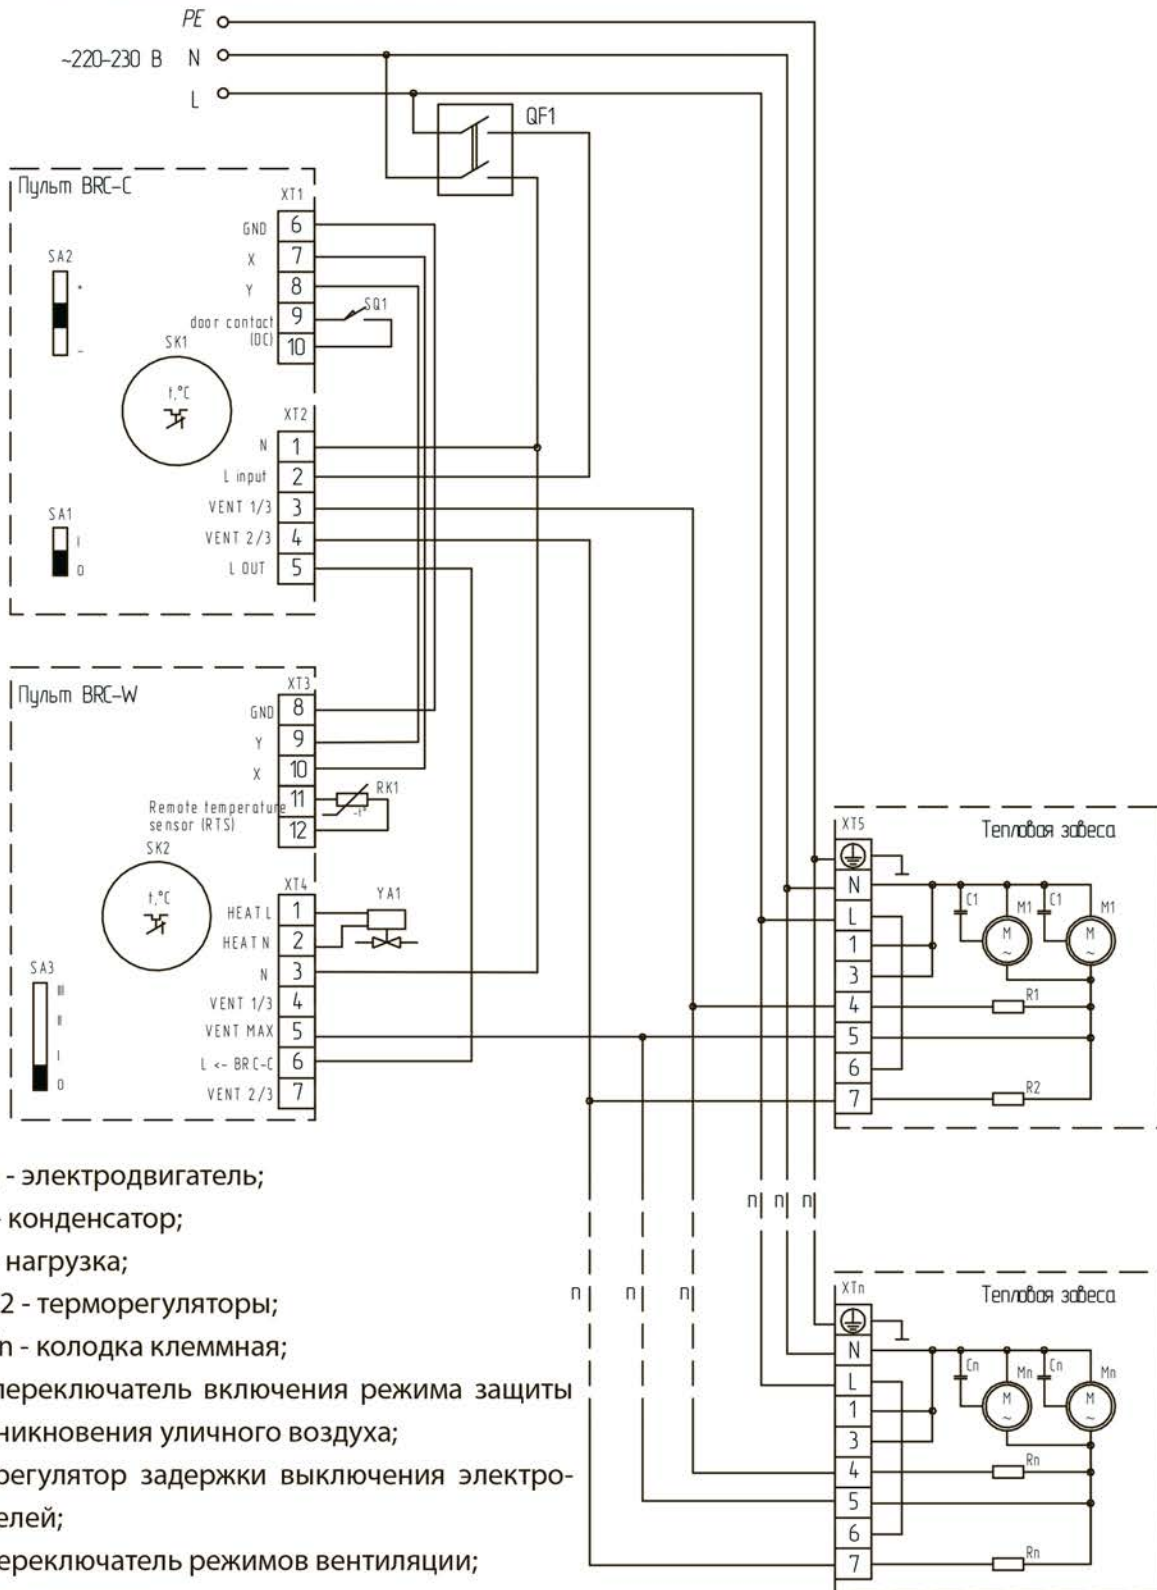 PE
~220-230 В N
L
QF1
Пульт BRC-C
XT1
GND 6
X 7
SA2
Y 8
+
9 SQ1
door contact
(DC)
10
-
SK1
t,°C
XT2
N 1
L input 2
VENT 1/3 3
SA1
VENT 2/3 4
I
L OUT 5
0
Пульт BRC-W
XT3
GND 8
Y 9
X 10
11 RK1
-t°
Remote temperature
sensor (RTS)
12
SK2
t,°C
XT4
YA1
HEAT L 1
HEAT N 2
N 3
SA3
III
VENT 1/3 4
II
VENT MAX 5
I
L <- BRC-C 6
0
VENT 2/3 7
XT5 Тепловая завеса
N
C1 M1 C1 M1
L
M ~ M ~
1
3
R1
4
5
6
R2
7
- электродвигатель;
- конденсатор;
нагрузка;
2 - терморегуляторы;
n - колодка клеммная;
переключатель включения режима защиты
никновения уличного воздуха;
регулятор задержки выключения электро-
елей;
ереключатель режимов вентиляции;
п п п
п п п
XTn Тепловая завеса
N
Cn Mn Cn Mn
L
M ~ M ~
1
3
Rn
4
5
6
Rn
7